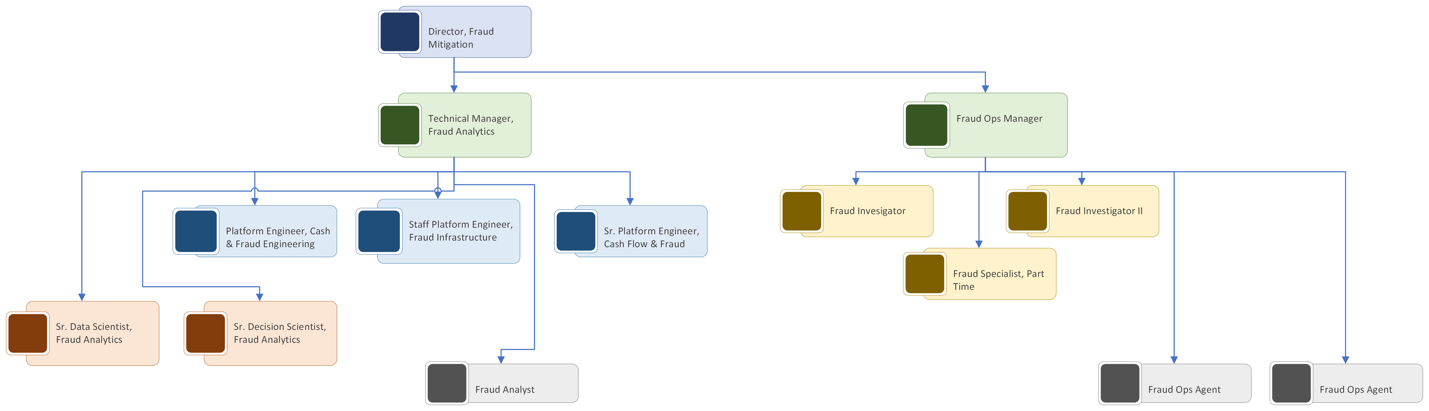 Director, Fraud
Mitigation
Technical Manager,
Fraud Analytics
Fraud Ops Manager
Platform Engineer, Cash
& Fraud Engineering
Staff Platform Engineer,
Fraud Infrastructure
Sr. Platform Engineer,
Cash Flow & Fraud
Fraud Invesigator
Fraud Investigator II
Fraud Specialist, Part
Time
Sr. Data Scientist,
Fraud Analytics
Sr. Decision Scientist,
Fraud Analytics
Fraud Analyst
Fraud Ops Agent
Fraud Ops Agent